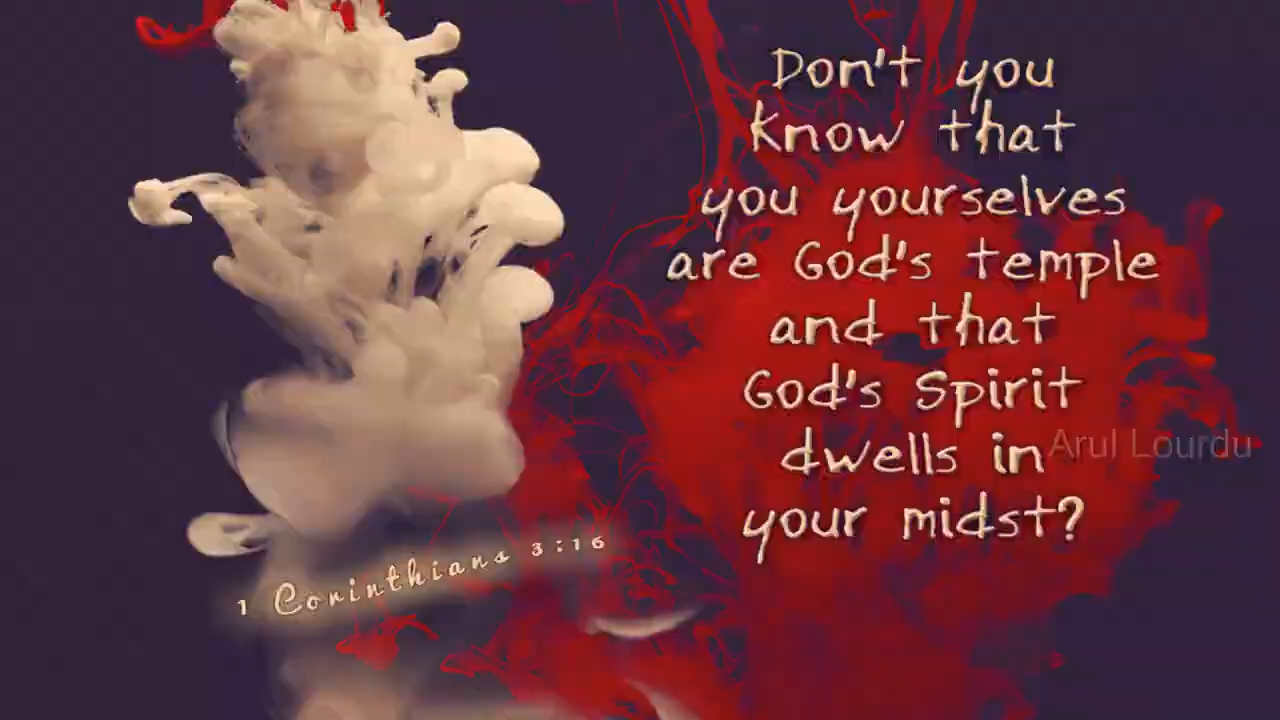 Don't you
know that
you yourselves
are God's temple
and that
God's Spirit
dwells in
your midst?
Arul Lourdu
1 Corinthians 3:16